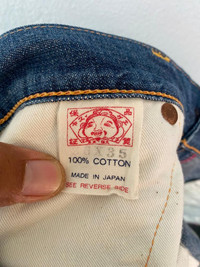 100% COTTON
MADE IN JAPAN
SEE REVERSE SIDE